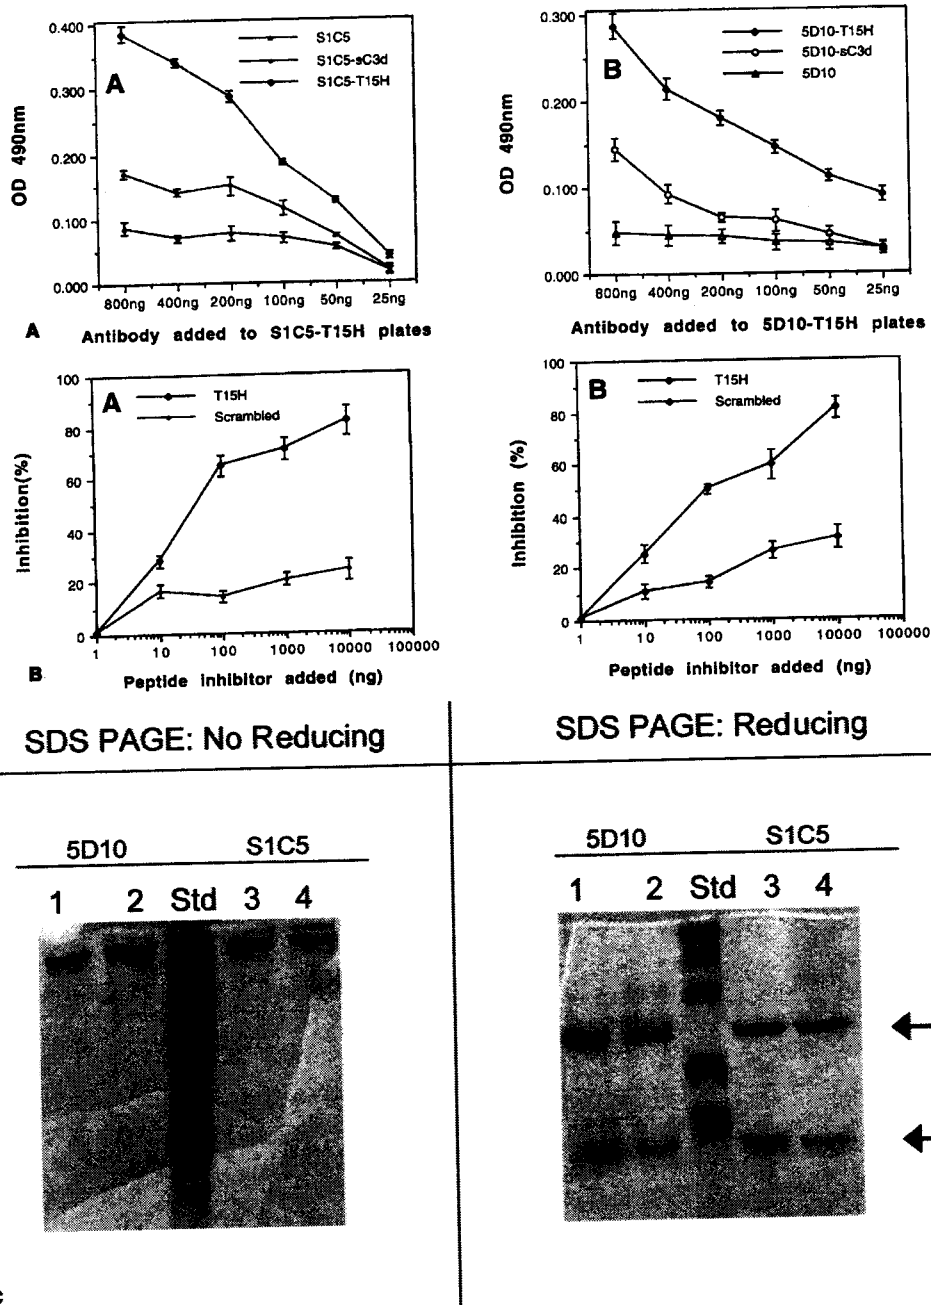 0.400
0.300
0.200
0.100
0.000
OD 490nm
A
S1C5
S1C5-sC3d
S1C5-T15H
800ng 400ng 200ng 100ng 50ng 25ng
A Antibody added to S1C5-T15H plates
0.300
0.200
0.100
0.000
OD 490nm
B
5D10-T15H
5D10-sC3d
5D10
800ng 400ng 200ng 100ng 50ng 25ng
Antibody added to 5D10-T15H plates
100
80
60
40
20
0
Inhibition(%)
A
T15H
Scrambled
1 10 100 1000 10000 100000
B Peptide inhibitor added (ng)
100
80
60
40
20
0
Inhibition (%)
B
T15H
Scrambled
1 10 100 1000 10000 100000
Peptide inhibitor added (ng)
SDS PAGE: No Reducing
5D10 S1C5
1 2 Std 3 4
SDS PAGE: Reducing
5D10 S1C5
1 2 Std 3 4